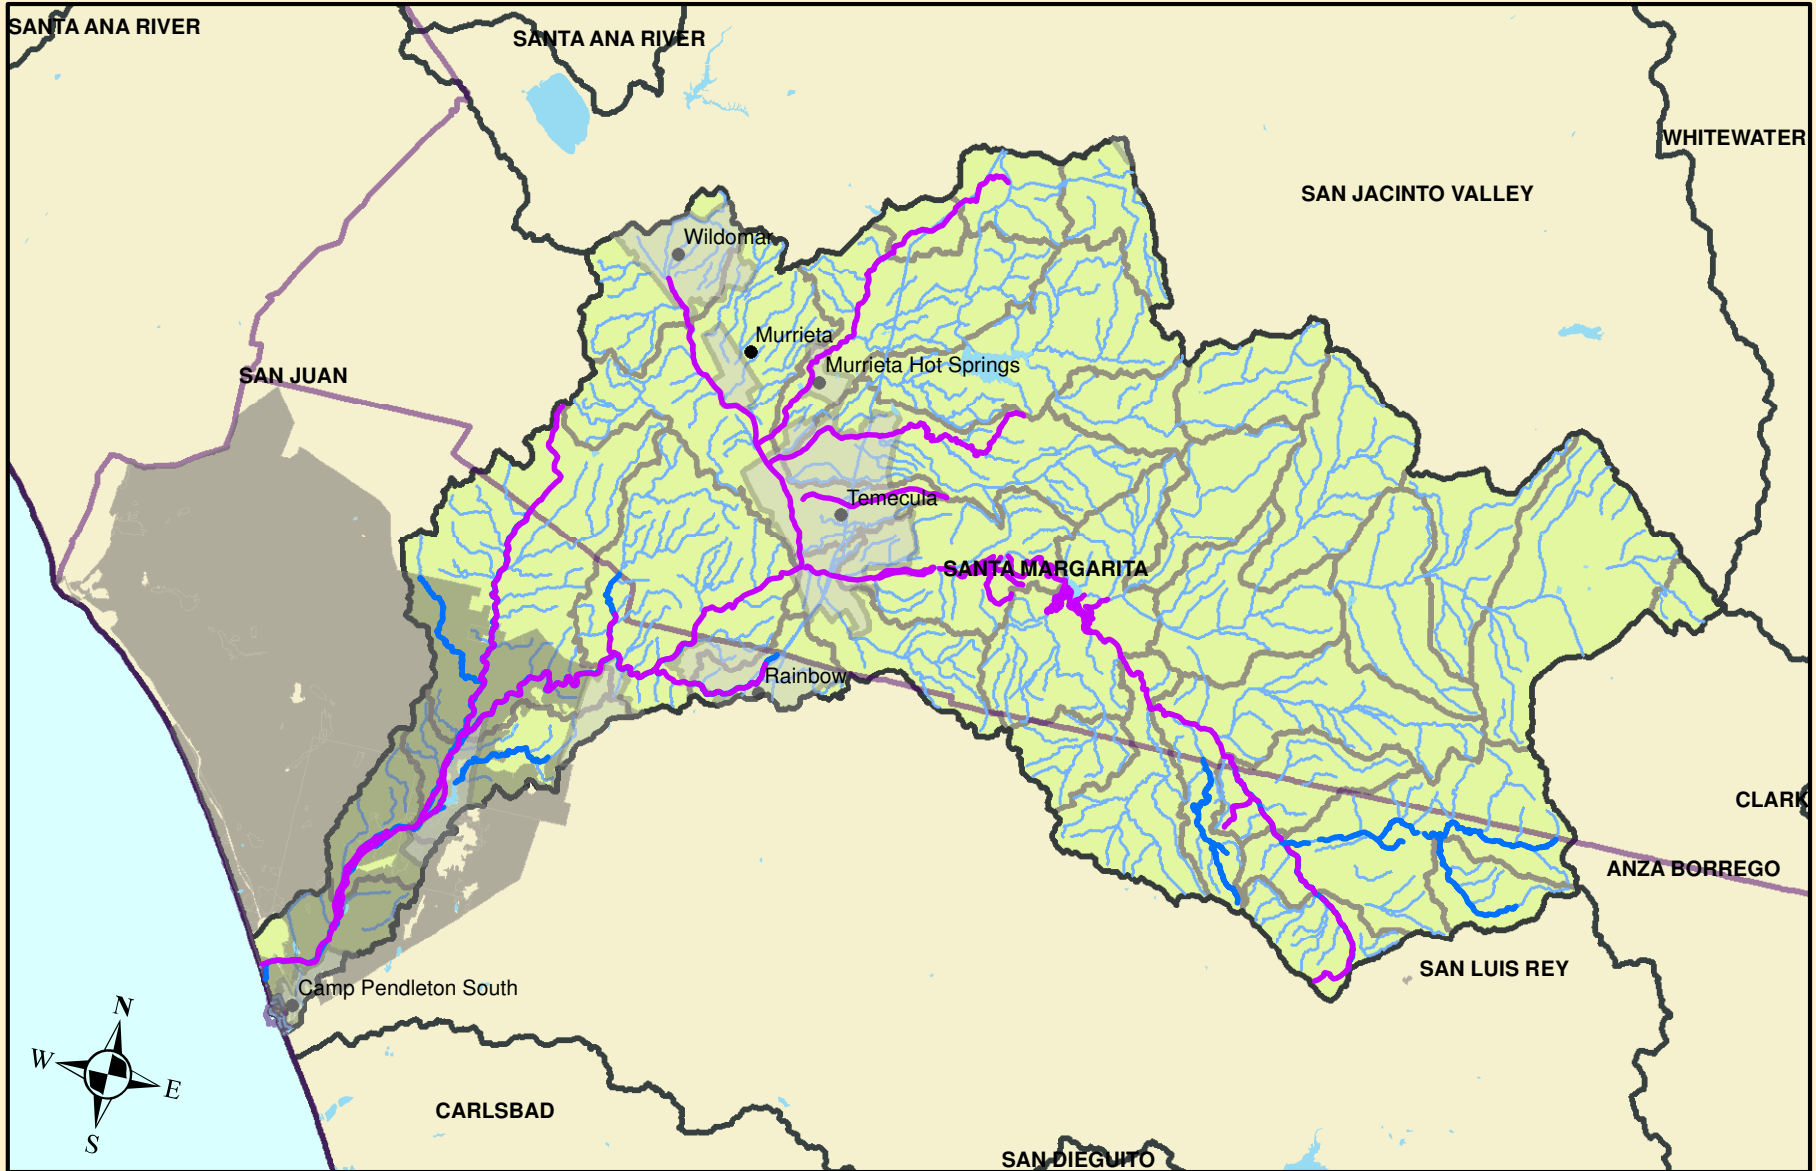 SANTA ANA RIVER
SANTA ANA RIVER
WHITEWATER
SAN JACINTO VALLEY
Wildomar
Murrieta
Murrieta Hot Springs
SAN JUAN
Temecula
SANTA MARGARITA
Rainbow
CLARK
ANZA BORREGO
SAN LUIS REY
Camp Pendleton South
N
W
E
S
CARLSBAD
SAN DIEGUITO